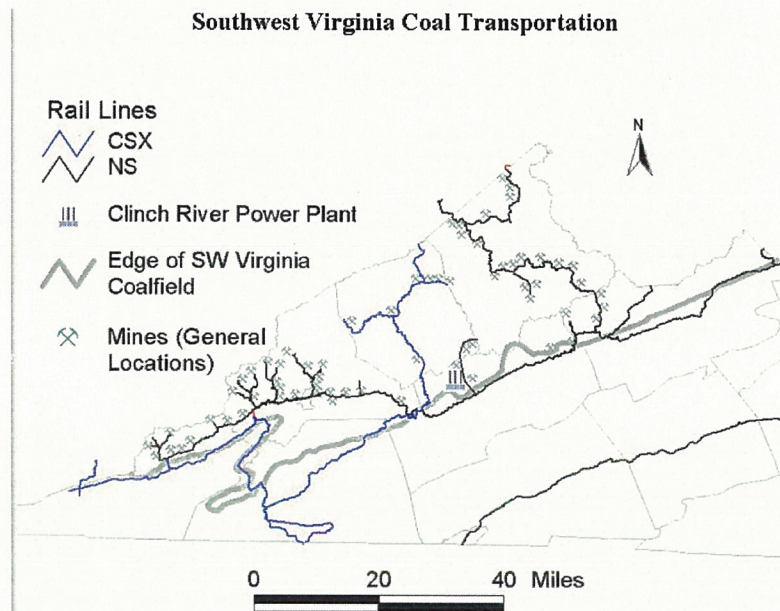 Southwest Virginia Coal Transportation
Rail Lines
CSX
NS
Clinch River Power Plant
Edge of SW Virginia
Coalfield
Mines (General
Locations)
N
0 20 40 Miles